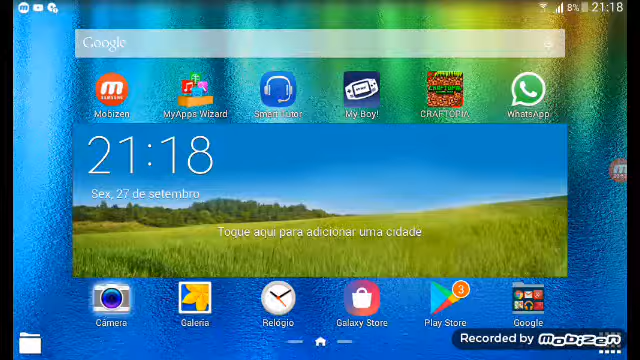 8% 21:18
Google
Mobizen
MyApps Wizard
Smart Tutor
My Boy!
CRAFTOPIA
WhatsApp
21:18
Sex, 27 de setembro
Toque aqui para adicionar uma cidade
3
Câmera
Galeria
Relógio
Galaxy Store
Play Store
Google
Recorded by Mobizen